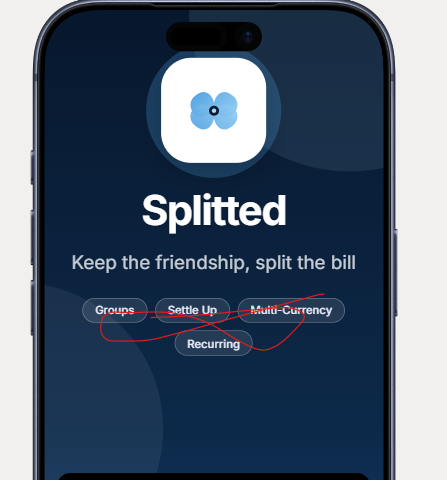 Splitted
Keep the friendship, split the bill
Groups Settle Up Multi-Currency
Recurring